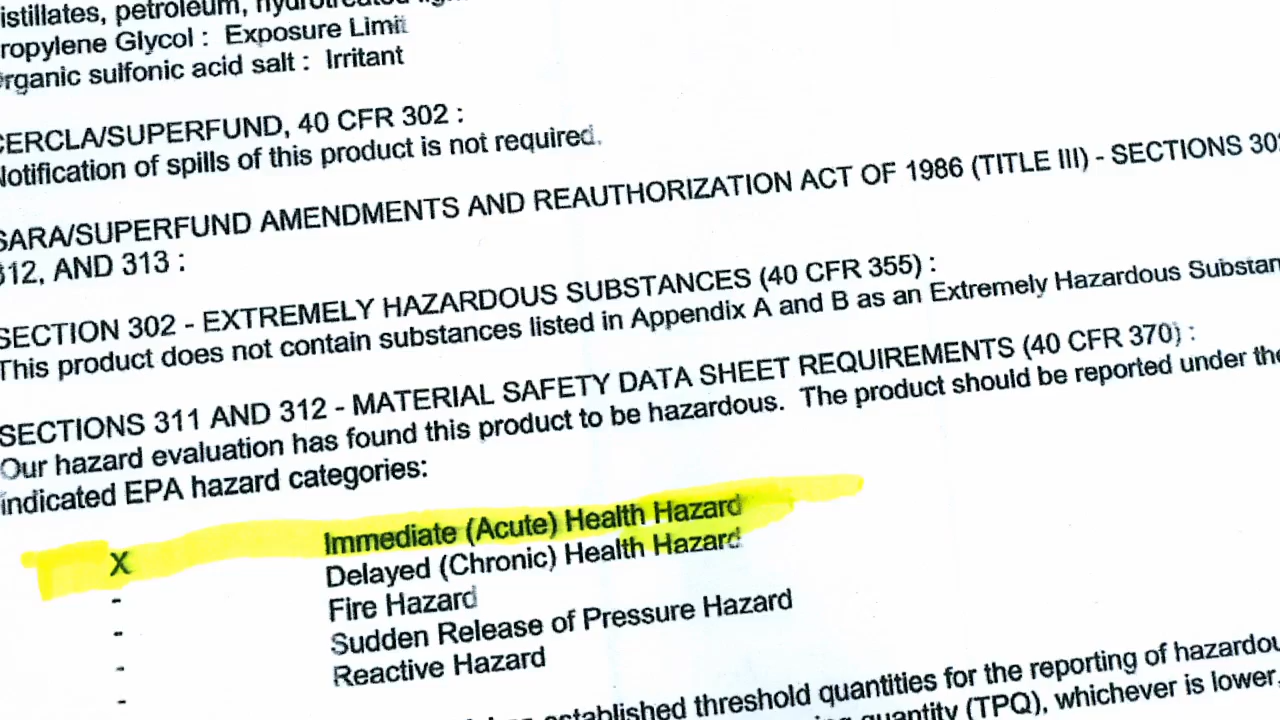 istillates, petroleum, hydrotreated
ropylene Glycol : Exposure Limit
rganic sulfonic acid salt : Irritant
CERCLA/SUPERFUND, 40 CFR 302 :
Notification of spills of this product is not required.
SARA/SUPERFUND AMENDMENTS AND REAUTHORIZATION ACT OF 1986 (TITLE III) - SECTIONS 302
312, AND 313 :
SECTION 302 - EXTREMELY HAZARDOUS SUBSTANCES (40 CFR 355) :
This product does not contain substances listed in Appendix A and B as an Extremely Hazardous Substan
SECTIONS 311 AND 312 - MATERIAL SAFETY DATA SHEET REQUIREMENTS (40 CFR 370) :
Our hazard evaluation has found this product to be hazardous. The product should be reported under the
indicated EPA hazard categories:
X Immediate (Acute) Health Hazard
- Delayed (Chronic) Health Hazard
- Fire Hazard
- Sudden Release of Pressure Hazard
- Reactive Hazard
established threshold quantities for the reporting of hazardou
quantity (TPQ), whichever is lower.